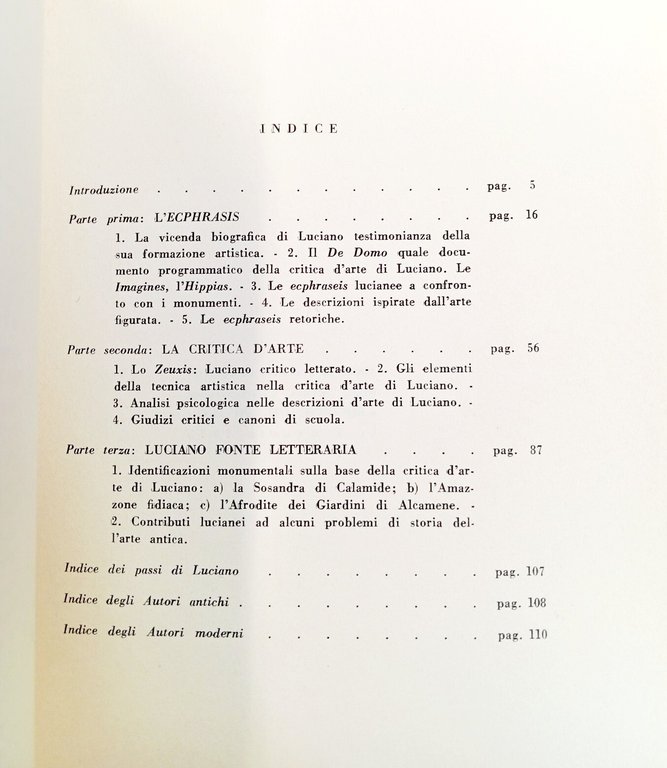 INDICE
Introduzione . . . . . . . . . . . . pag. 5
Parte prima: L'ECPHRASIS . . . . . . . . pag. 16
1. La vicenda biografica di Luciano testimonianza della
sua formazione artistica. - 2. Il De Domo quale docu-
mento programmatico della critica d'arte di Luciano. Le
Imagines, l'Hippias. - 3. Le ecphraseis lucianee a confron-
to con i monumenti. - 4. Le descrizioni ispirate dall'arte
figurata. - 5. Le ecphraseis retoriche.
Parte seconda: LA CRITICA D'ARTE . . . . . . pag. 56
1. Lo Zeuxis: Luciano critico letterato. - 2. Gli elementi
della tecnica artistica nella critica d'arte di Luciano. -
3. Analisi psicologica nelle descrizioni d'arte di Luciano. -
4. Giudizi critici e canoni di scuola.
Parte terza: LUCIANO FONTE LETTERARIA . . . . pag. 87
1. Identificazioni monumentali sulla base della critica d'ar-
te di Luciano: a) la Sosandra di Calamide; b) l'Amaz-
zone fidiaca; c) l'Afrodite dei Giardini di Alcamene. -
2. Contributi lucianei ad alcuni problemi di storia del-
l'arte antica.
Indice dei passi di Luciano . . . . . . . . pag. 107
Indice degli Autori antichi . . . . . . . . . pag. 108
Indice degli Autori moderni . . . . . . . . pag. 110